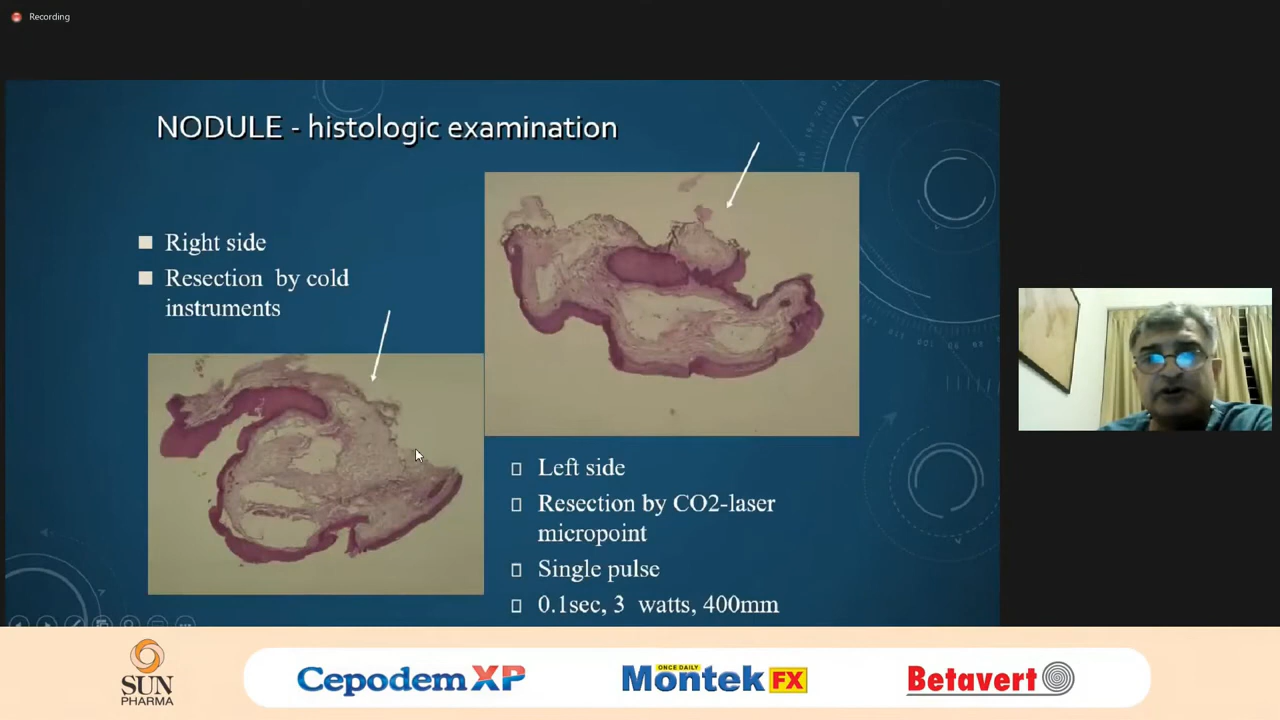 Recording
NODULE - histologic examination
Right side
Resection by cold
instruments
Left side
Resection by CO2-laser
micropoint
Single pulse
0.1sec, 3 watts, 400mm
SUN
PHARMA
Cepodem XP
ONCE DAILY
Montek FX
Betavert